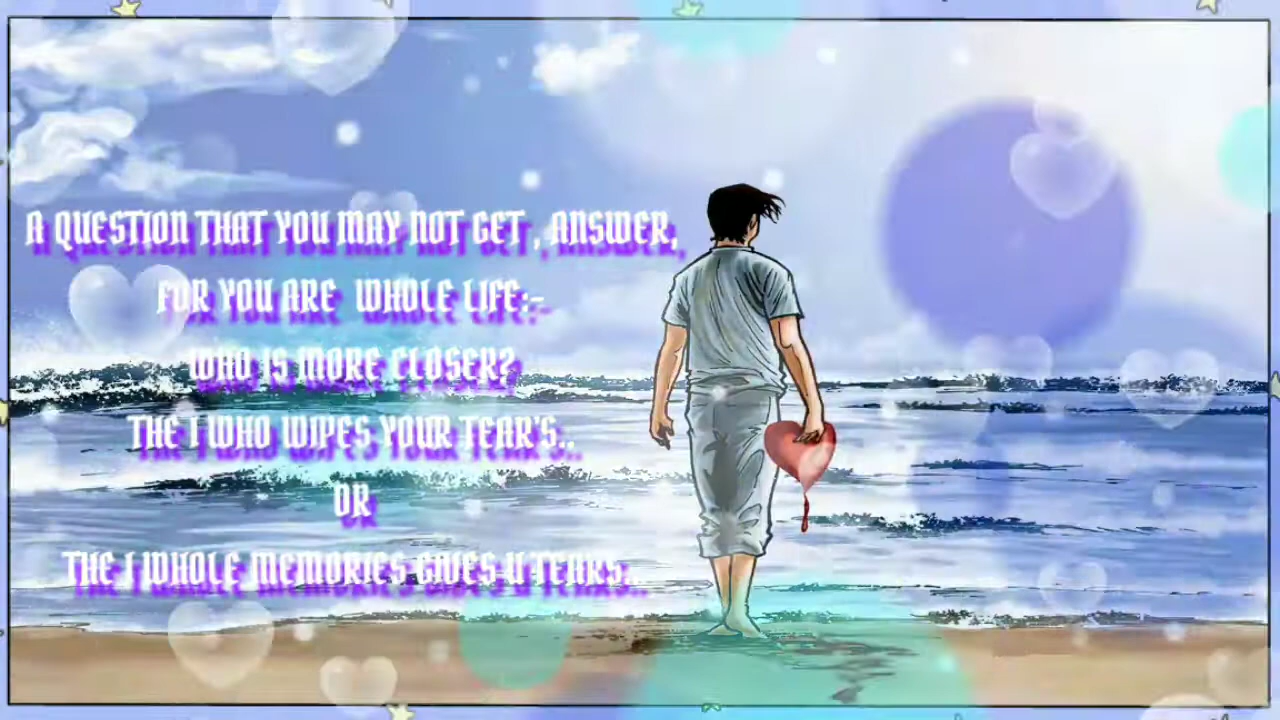 A QUESTION THAT YOU MAY NOT GET , ANSWER,
FOR YOU ARE WHOLE LIFE:-
WHO IS MORE CLOSER?
THE 1 WHO WIPES YOUR TEAR'S..
OR
THE 1 WHOLE MEMORIES GIVES U TEARS...